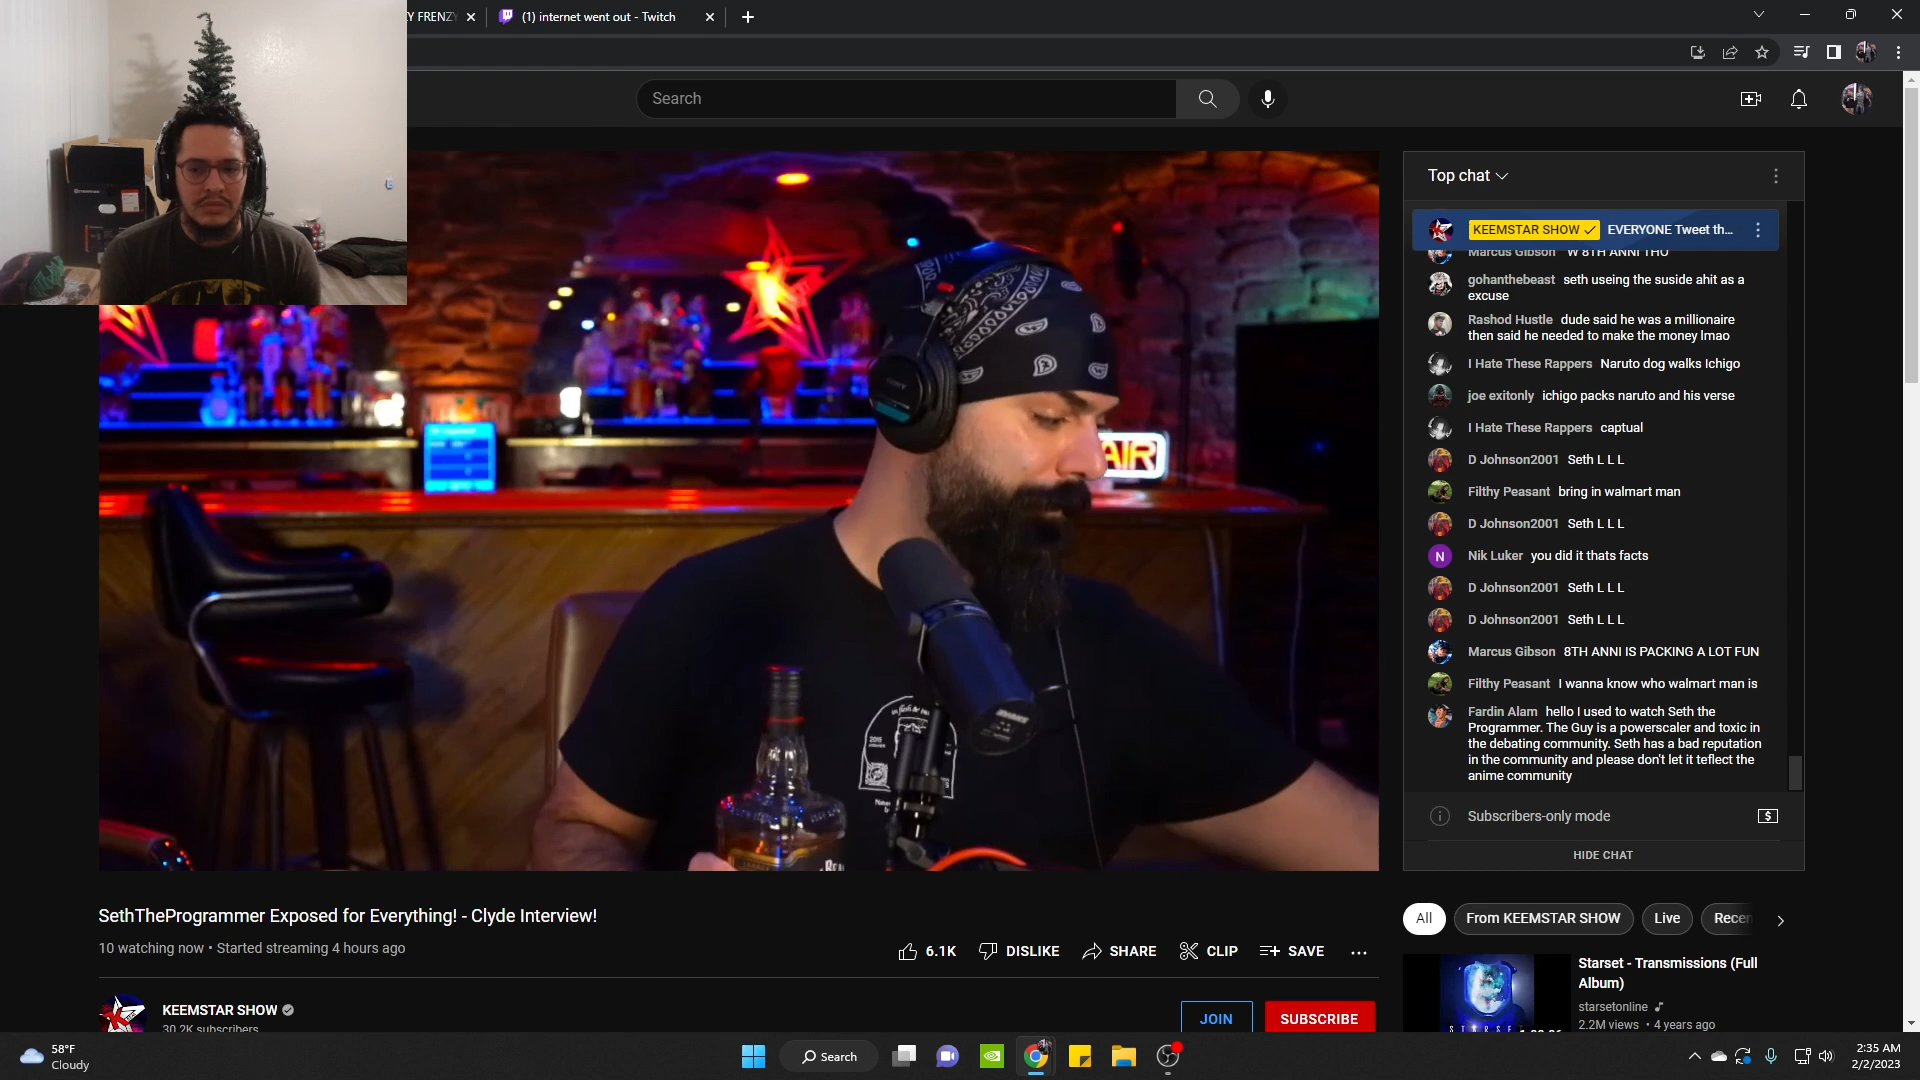 Y FRENZY
(1) internet went out - Twitch
Search
Top chat
KEEMSTAR SHOW EVERYONE Tweet th...
Marcus Gibson W 8TH ANNI THO
gohanthebeast seth useing the suside ahit as a
excuse
Rashod Hustle dude said he was a millionaire
then said he needed to make the money lmao
I Hate These Rappers Naruto dog walks Ichigo
joe exitonly ichigo packs naruto and his verse
I Hate These Rappers captual
D Johnson2001 Seth L L L
Filthy Peasant bring in walmart man
D Johnson2001 Seth L L L
N Nik Luker you did it thats facts
D Johnson2001 Seth L L L
D Johnson2001 Seth L L L
Marcus Gibson 8TH ANNI IS PACKING A LOT FUN
Filthy Peasant I wanna know who walmart man is
Fardin Alam hello I used to watch Seth the
Programmer. The Guy is a powerscaler and toxic in
the debating community. Seth has a bad reputation
in the community and please don't let it teflect the
anime community
Subscribers-only mode
HIDE CHAT
SONY
AIR
SethTheProgrammer Exposed for Everything! - Clyde Interview!
10 watching now • Started streaming 4 hours ago
6.1K
DISLIKE
SHARE
CLIP
SAVE
KEEMSTAR SHOW
30.2K subscribers
JOIN
SUBSCRIBE
All
From KEEMSTAR SHOW
Live
Recen
Starset - Transmissions (Full
Album)
starsetonline
2.2M views • 4 years ago
STARSET
58°F
Cloudy
Search
2:35 AM
2/2/2023